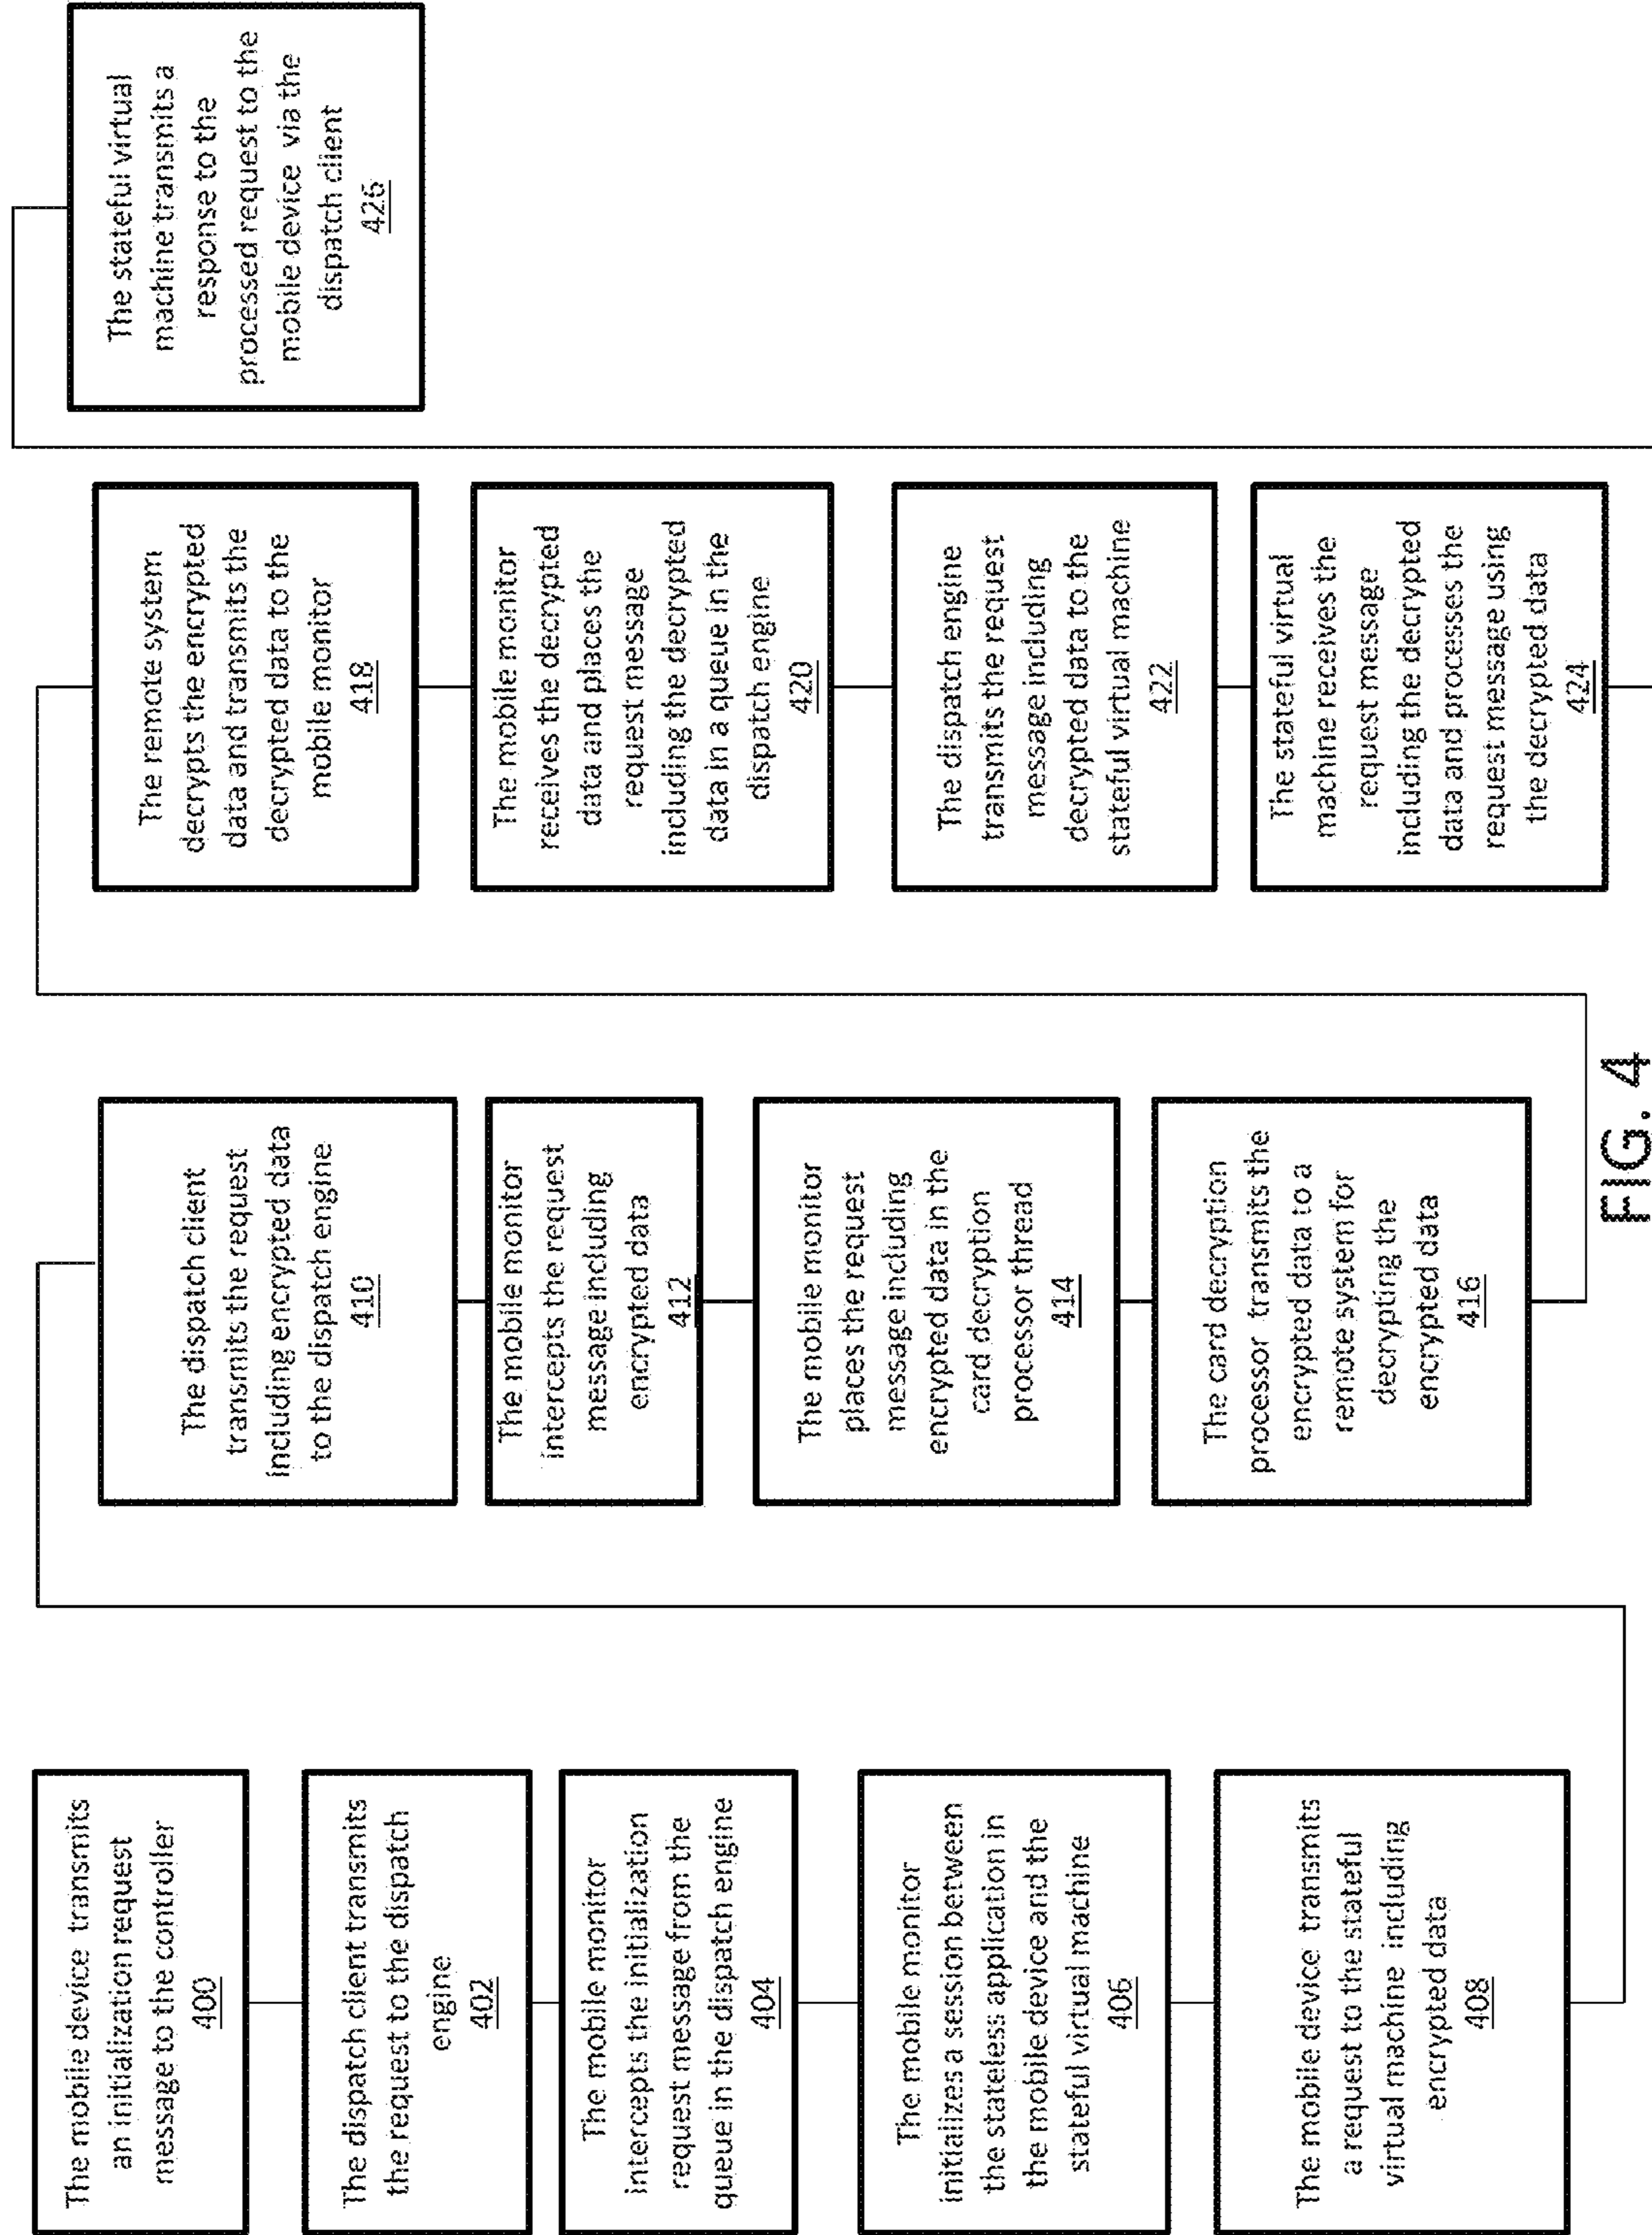 The mobile device transmits
an initialization request
message to the controller
400
The dispatch client transmits
the request to the dispatch
engine
402
The mobile monitor
intercepts the initialization
request message from the
queue in the dispatch engine
404
The mobile monitor
initializes a session between
the stateless application in
the mobile device and the
stateful virtual machine
406
The mobile device transmits
a request to the stateful
virtual machine including
encrypted data
408
The dispatch client
transmits the request
including encrypted data
to the dispatch engine
410
The mobile monitor
intercepts the request
message including
encrypted data
412
The mobile monitor
places the request
message including
encrypted data in the
card decryption
processor thread
414
The card decryption
processor transmits the
encrypted data to a
remote system for
decrypting the
encrypted data
416
The remote system
decrypts the encrypted
data and transmits the
decrypted data to the
mobile monitor
418
The mobile monitor
receives the decrypted
data and places the
request message
including the decrypted
data in a queue in the
dispatch engine
420
The dispatch engine
transmits the request
message including
decrypted data to the
stateful virtual machine
422
The stateful virtual
machine receives the
request message
including the decrypted
data and processes the
request message using
the decrypted data
424
The stateful virtual
machine transmits a
response to the
processed request to the
mobile device via the
dispatch client
426
FIG. 4